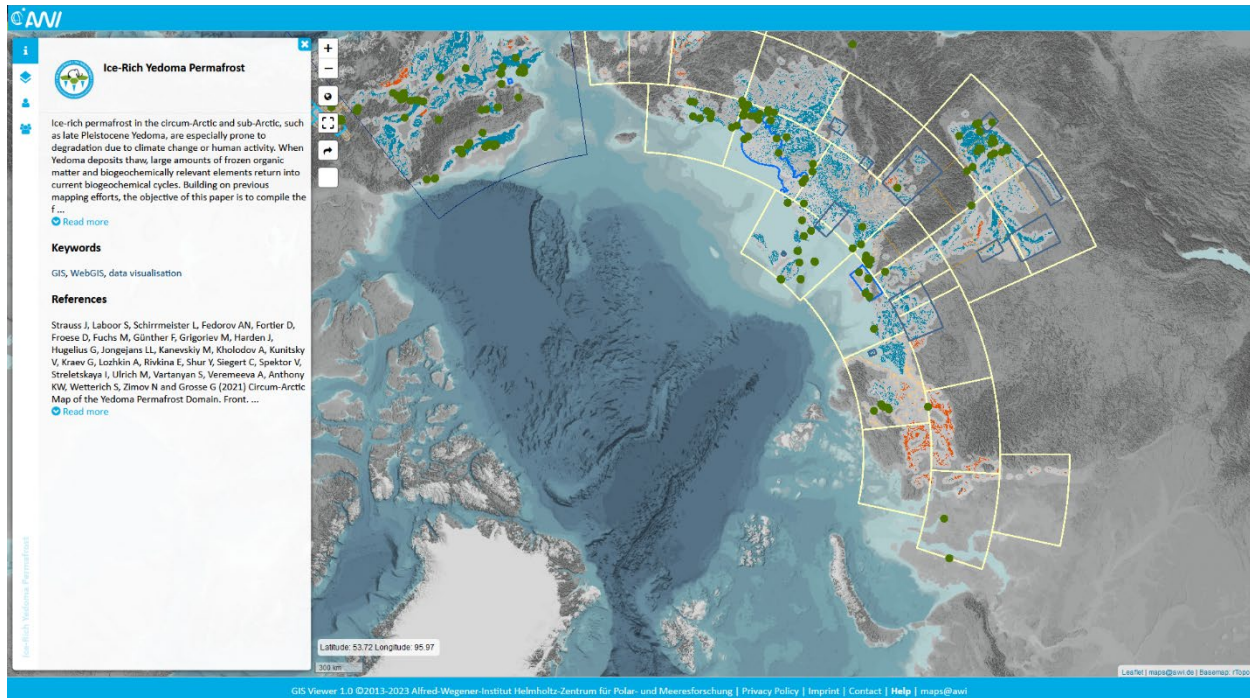 AWI
Ice-Rich Yedoma Permafrost
Ice-rich permafrost in the circum-Arctic and sub-Arctic, such
as late Pleistocene Yedoma, are especially prone to
degradation due to climate change or human activity. When
Yedoma deposits thaw, large amounts of frozen organic
matter and biogeochemically relevant elements return into
current biogeochemical cycles. Building on previous
mapping efforts, the objective of this paper is to compile the
f ...
Read more
Keywords
GIS, WebGIS, data visualisation
References
Strauss J, Laboor S, Schirrmeister L, Fedorov AN, Fortier D,
Froese D, Fuchs M, Günther F, Grigoriev M, Harden J,
Hugelius G, Jongejans LL, Kanevskiy M, Kholodov A, Kunitsky
V, Kraev G, Lozhkin A, Rivkina E, Shur Y, Siegert C, Spektor V,
Streletskaya I, Ulrich M, Vartanyan S, Veremeeva A, Anthony
KW, Wetterich S, Zimov N and Grosse G (2021) Circum-Arctic
Map of the Yedoma Permafrost Domain. Front. ...
Read more
Ice-Rich Yedoma Permafrost
+
−
Latitude: 53.72 Longitude: 95.97
300 km
Leaflet | maps@awi.de | Basemap: rTopo
GIS Viewer 1.0 ©2013-2023 Alfred-Wegener-Institut Helmholtz-Zentrum für Polar- und Meeresforschung | Privacy Policy | Imprint | Contact | Help | maps@awi